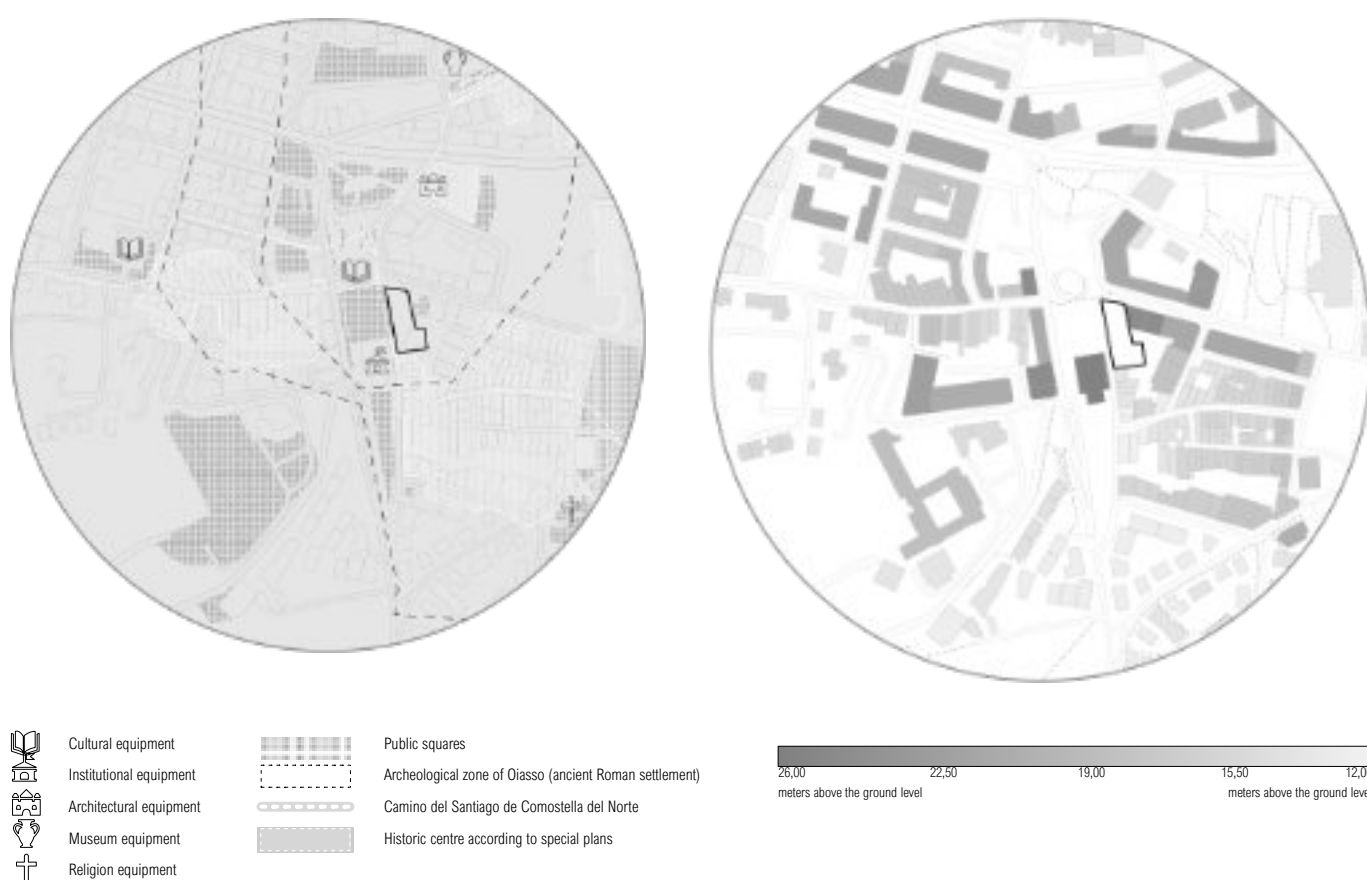 Cultural equipment
Institutional equipment
Architectural equipment
Museum equipment
Religion equipment
Public squares
Archeological zone of Oiasso (ancient Roman settlement)
Camino del Santiago de Comostella del Norte
Historic centre according to special plans
26,00 22,50 19,00 15,50 12,00
meters above the ground level meters above the ground leve